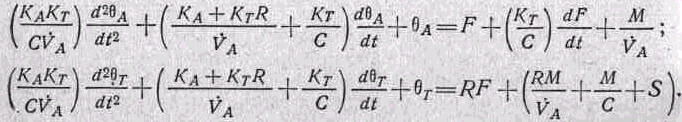 (K_A K_T / C V̇_A) d²θ_A/dt² + (K_A + K_T R / V̇_A + K_T / C) dθ_A/dt + θ_A = F + (K_T / C) dF/dt + M / V̇_A ;
(K_A K_T / C V̇_A) d²θ_T/dt² + (K_A + K_T R / V̇_A + K_T / C) dθ_T/dt + θ_T = RF + (RM / V̇_A + M / C + S).